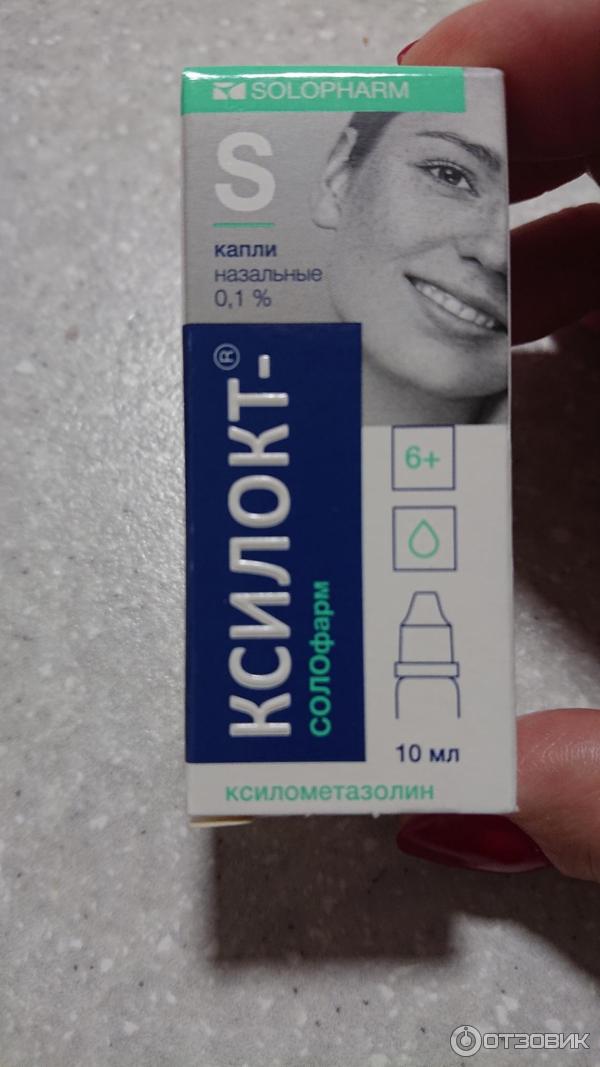 SOLOPHARM
S
капли
назальные
0,1 %
КСИЛОКТ®-
СОЛОфарм
6+
10 мл
ксилометазолин
ОТЗОВИК